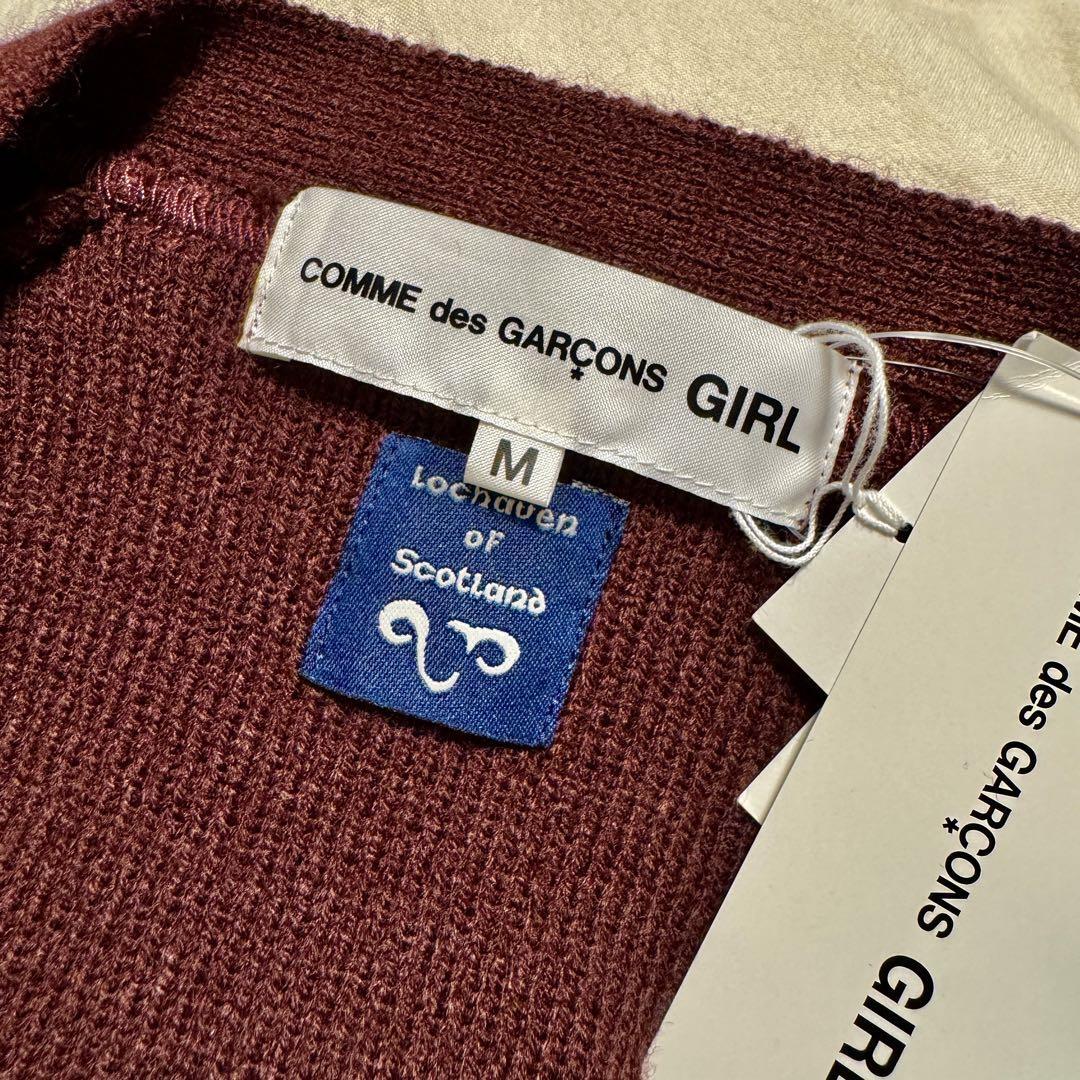 COMME des GARÇONS GIRL
M
Lochaven
of
Scotland
des GARÇONS GIRL